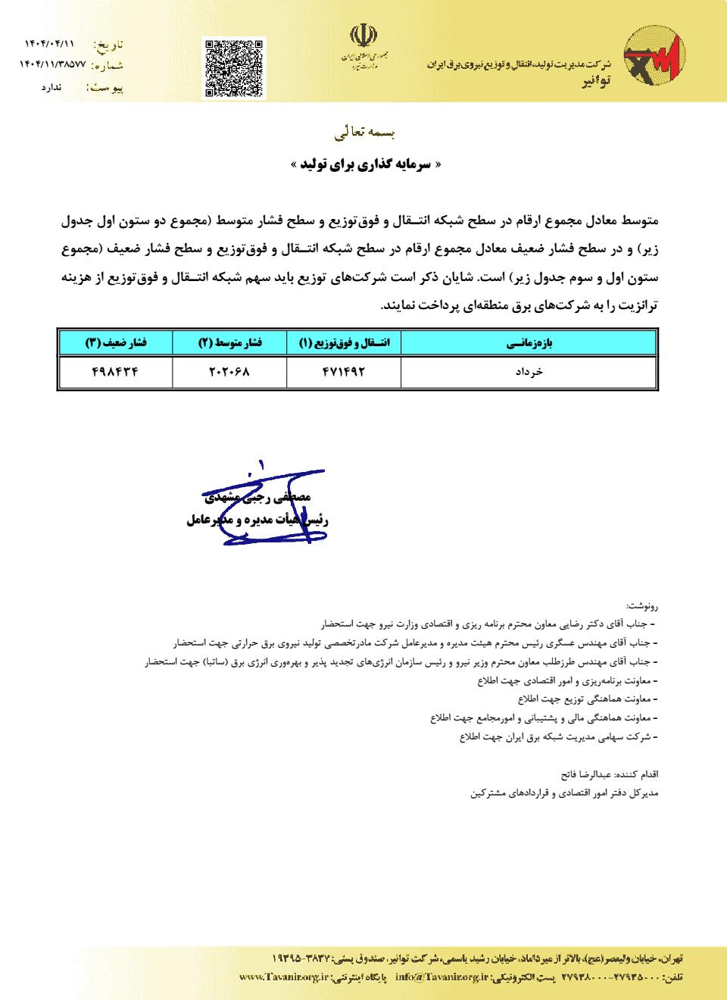 شرکت مدیریت تولید، انتقال و توزیع نیروی برق ایران
توانیر
جمهوری اسلامی ایران
وزارت نیرو
تاریخ: ۱۴۰۴/۰۴/۱۱
شماره: ۱۴۰۴/۱۱/۳۸۵۷۷
پیوست: ندارد
بسمه تعالی
« سرمایه گذاری برای تولید »
متوسط معادل مجموع ارقام در سطح شبکه انتـقال و فوق‌توزیع و سطح فشار متوسط (مجموع دو ستون اول جدول
زیر) و در سطح فشار ضعیف معادل مجموع ارقام در سطح شبکه انتـقال و فوق‌توزیع و سطح فشار ضعیف (مجموع
ستون اول و سوم جدول زیر) است. شایان ذکر است شرکت‌های توزیع باید سهم شبکه انتـقال و فوق‌توزیع از هزینه
ترانزیت را به شرکت‌های برق منطقه‌ای پرداخت نمایند.
بازه‌زمانـی انتـقال و فوق‌توزیع (۱) فشار متوسط (۲) فشار ضعیف (۳)
خرداد ۴۷۱۴۹۲ ۲۰۲۰۶۸ ۴۹۸۴۳۴
مصطفی رجبی مشهدی
رئیس هیأت مدیره و مدیرعامل
رونوشت:
- جناب آقای دکتر رضایی معاون محترم برنامه ریزی و اقتصادی وزارت نیرو جهت استحضار
- جناب آقای مهندس عسگری رئیس محترم هیئت مدیره و مدیرعامل شرکت مادرتخصصی تولید نیروی برق حرارتی جهت استحضار
- جناب آقای مهندس طرزطلب معاون محترم وزیر نیرو و رئیس سازمان انرژی‌های تجدید پذیر و بهره‌وری انرژی برق (ساتبا) جهت استحضار
- معاونت برنامه‌ریزی و امور اقتصادی جهت اطلاع
- معاونت هماهنگی توزیع جهت اطلاع
- معاونت هماهنگی مالی و پشتیبانی و امورمجامع جهت اطلاع
- شرکت سهامی مدیریت شبکه برق ایران جهت اطلاع
اقدام کننده: عبدالرضا فاتح
مدیرکل دفتر امور اقتصادی و قراردادهای مشترکین
تهران، خیابان ولیعصر(عج)، بالاتر از میرداماد، خیابان رشید یاسمی، شرکت توانیر، صندوق پستی: ۳۸۳۷-۱۹۳۹۵
تلفن: ۲۷۹۳۵۰۰۰-۲۷۹۳۸۰۰۰ پست الکترونیکی: info@Tavanir.org.ir پایگاه اینترنتی: www.Tavanir.org.ir